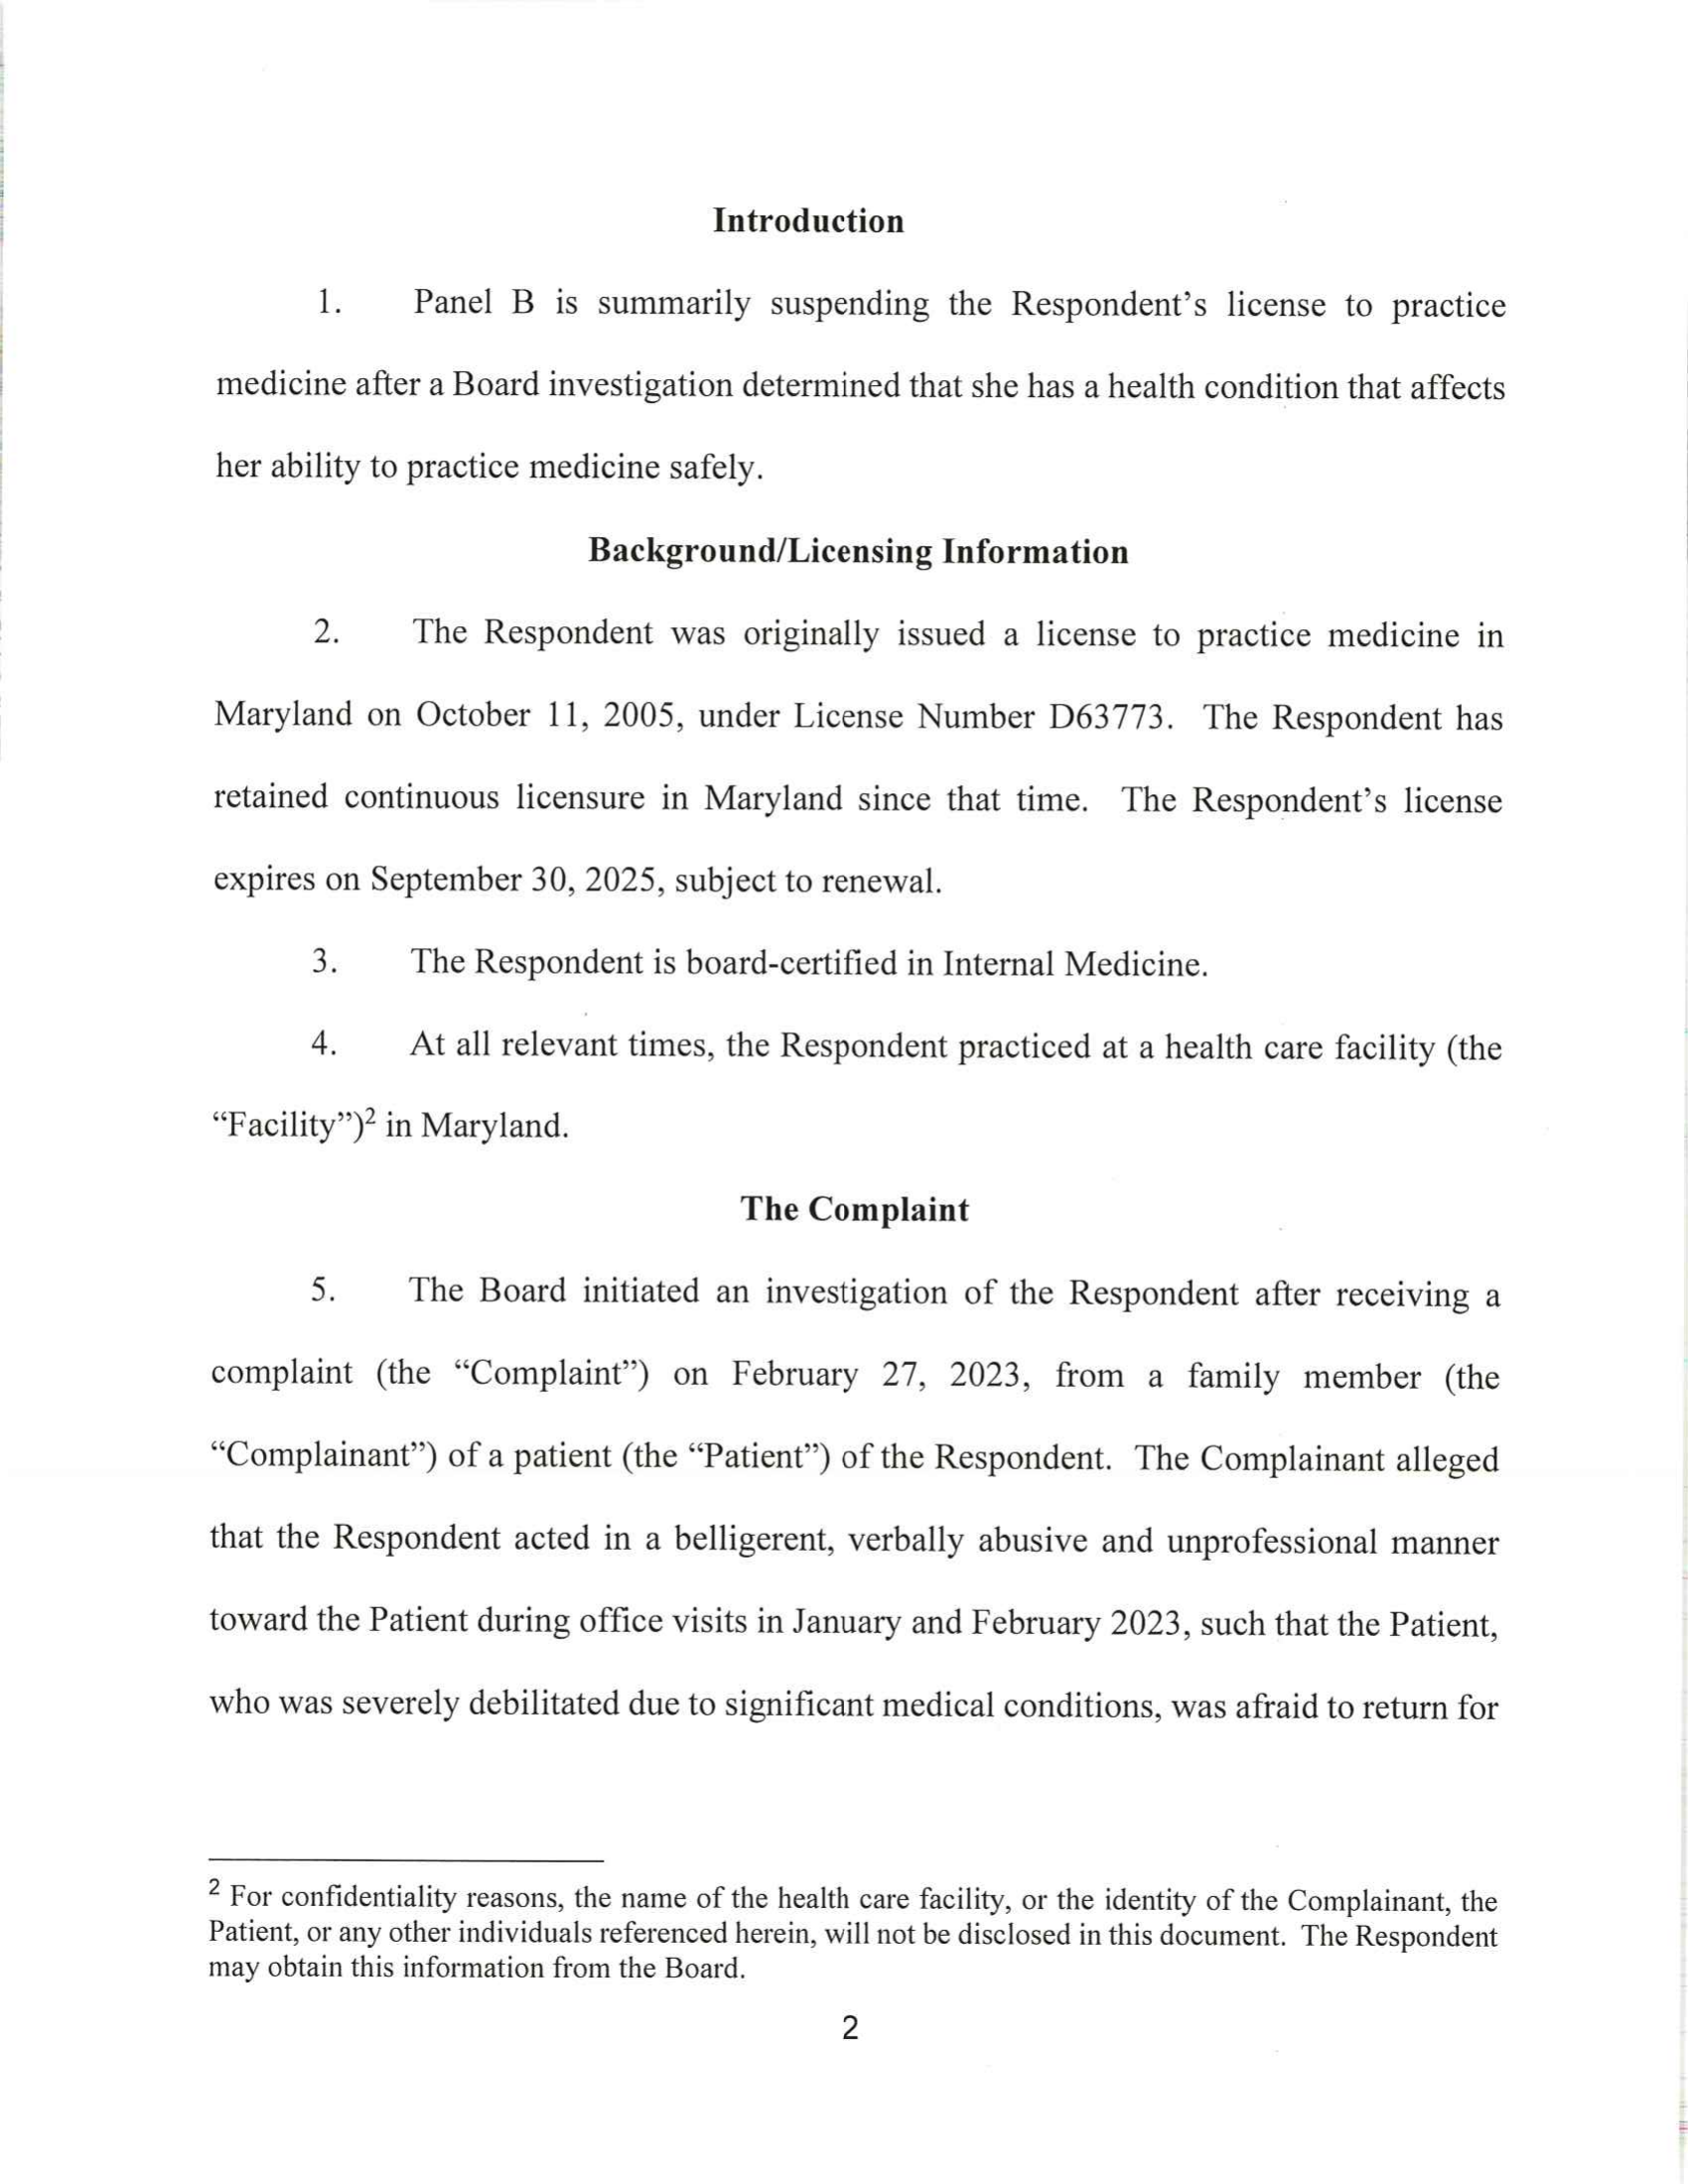 Introduction
1. Panel B is summarily suspending the Respondent’s license to practice
medicine after a Board investigation determined that she has a health condition that affects
her ability to practice medicine safely.
Background/Licensing Information
2. The Respondent was originally issued a license to practice medicine in
Maryland on October 11, 2005, under License Number D63773. The Respondent has
retained continuous licensure in Maryland since that time. The Respondent’s license
expires on September 30, 2025, subject to renewal.
3. The Respondent is board-certified in Internal Medicine.
4. At all relevant times, the Respondent practiced at a health care facility (the
“Facility”)² in Maryland.
The Complaint
5. The Board initiated an investigation of the Respondent after receiving a
complaint (the “Complaint”) on February 27, 2023, from a family member (the
“Complainant”) of a patient (the “Patient”) of the Respondent. The Complainant alleged
that the Respondent acted in a belligerent, verbally abusive and unprofessional manner
toward the Patient during office visits in January and February 2023, such that the Patient,
who was severely debilitated due to significant medical conditions, was afraid to return for
² For confidentiality reasons, the name of the health care facility, or the identity of the Complainant, the
Patient, or any other individuals referenced herein, will not be disclosed in this document. The Respondent
may obtain this information from the Board.
2